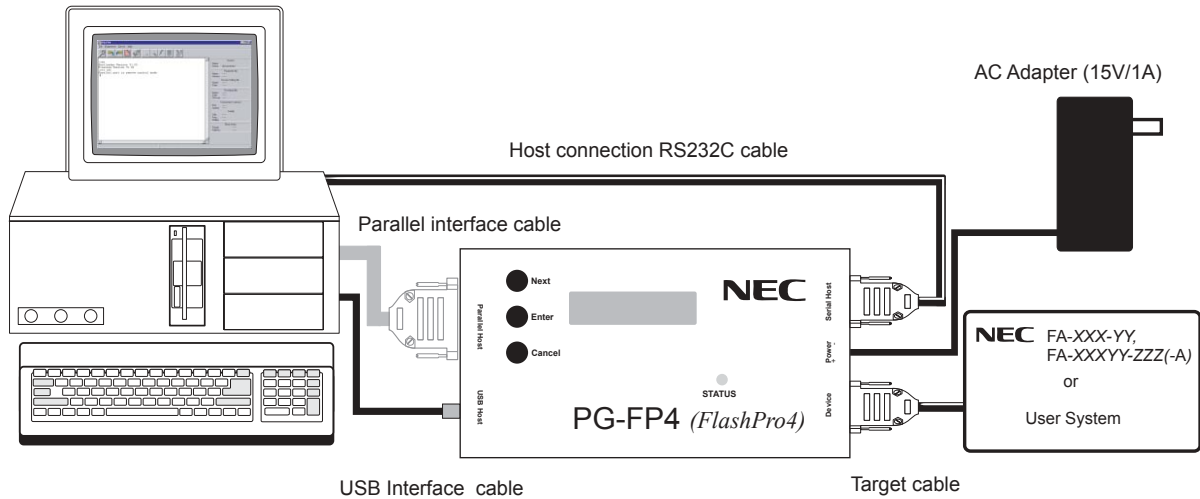 AC Adapter (15V/1A)
Host connection RS232C cable
Parallel interface cable
Parallel Host
USB Host
Next
Enter
Cancel
NEC
STATUS
PG-FP4 (FlashPro4)
Serial Host
Power
+ -
Device
NEC FA-XXX-YY,
FA-XXXYY-ZZZ(-A)
or
User System
USB Interface cable
Target cable